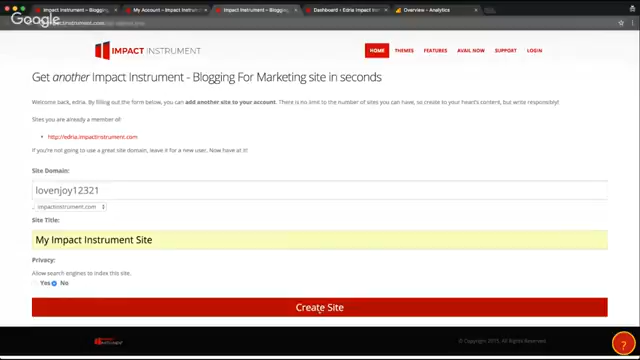 Impact Instrument – Blogging
My Account – Impact Instrum
Impact Instrument – Blogging
Dashboard ‹ Edria Impact Ins
Overview - Analytics
Google
IMPACT INSTRUMENT
HOME THEMES FEATURES SUPPORT LOGIN
Get another Impact Instrument - Blogging For Marketing site in seconds
Welcome back, edria. By filling out the form below, you can add another site to your account. There is no limit to the number of sites you can have, so create to your heart's content, but write responsibly!
Sites you are already a member of:
http://edria.impactinstrument.com
If you're not going to use a great site domain, leave it for a new user. Now have at it!
Site Domain:
lovenjoy12321
. impactinstrument.com
Site Title:
My Impact Instrument Site
Privacy:
Allow search engines to index this site.
Yes No
Create Site
© Copyright 2015. All Rights Reserved.
?